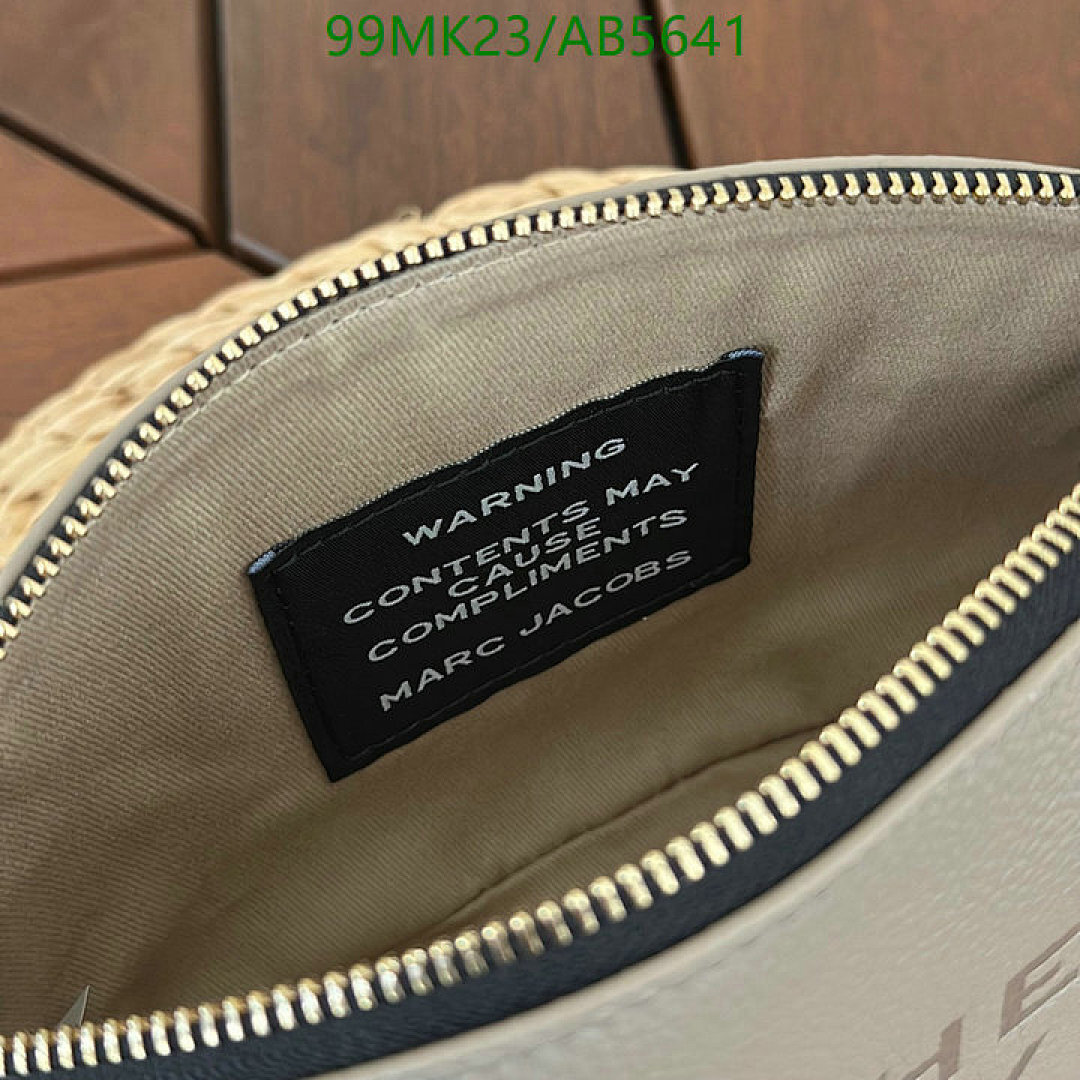 99MK23/AB5641
WARNING
CONTENTS MAY
CAUSE
COMPLIMENTS
MARC JACOBS